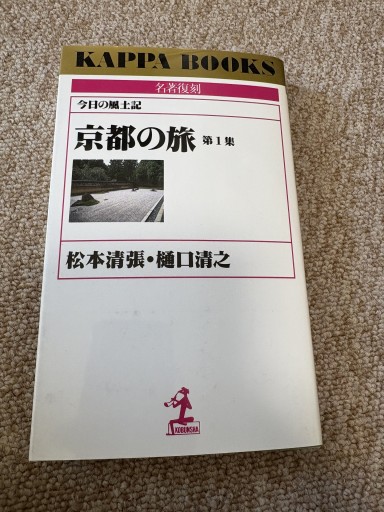 KAPPA BOOKS
名著復刻
今日の風土記
京都の旅 第1集
松本清張・樋口清之
KOBUNSHA